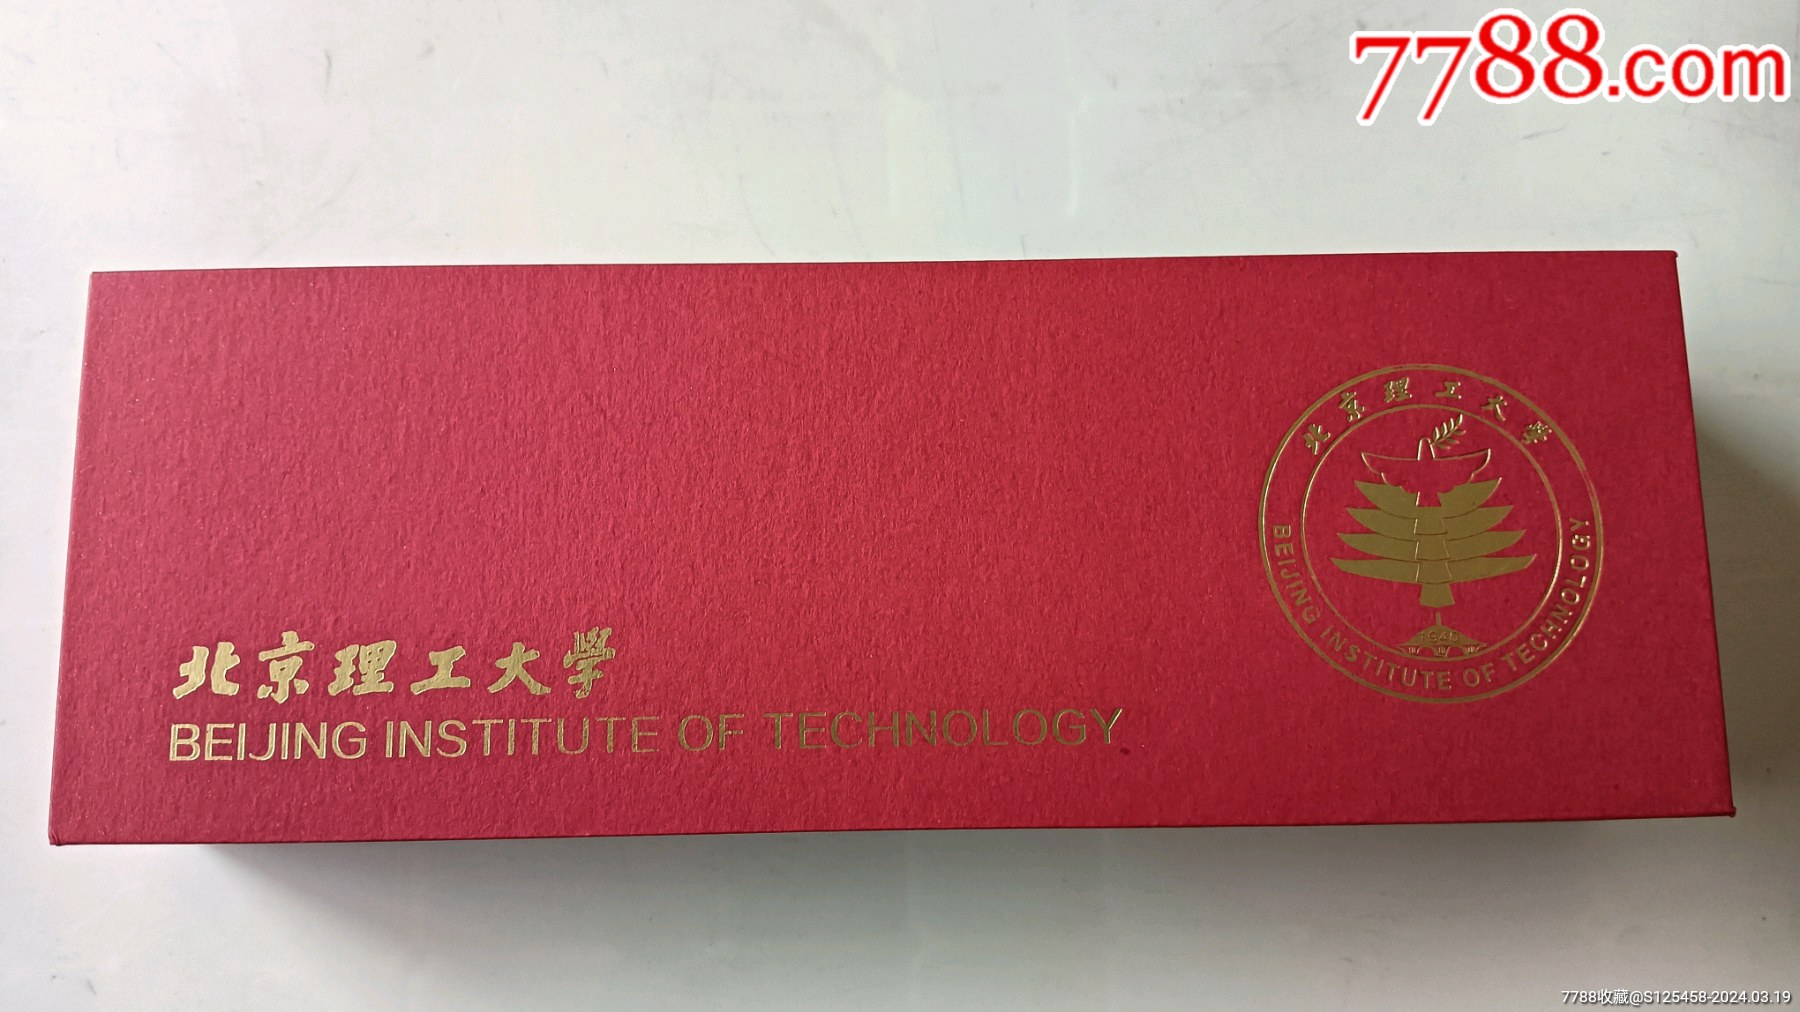 7788.com
北京理工大學
BEIJING INSTITUTE OF TECHNOLOGY
1940
北京理工大學
BEIJING INSTITUTE OF TECHNOLOGY
7788收藏@S125458-2024.03.19